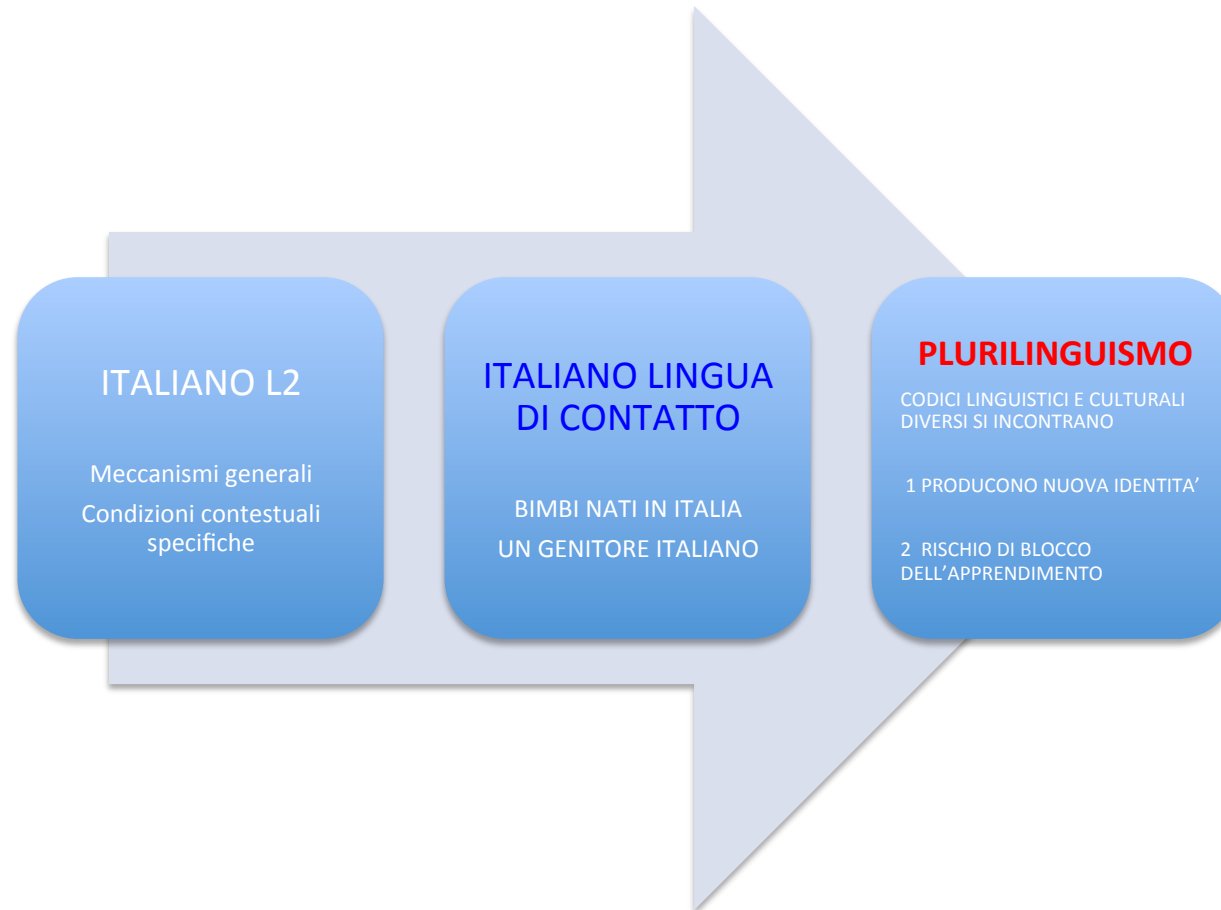 ITALIANO L2
Meccanismi generali
Condizioni contestuali
specifiche
ITALIANO LINGUA
DI CONTATTO
BIMBI NATI IN ITALIA
UN GENITORE ITALIANO
PLURILINGUISMO
CODICI LINGUISTICI E CULTURALI
DIVERSI SI INCONTRANO
1 PRODUCONO NUOVA IDENTITA’
2 RISCHIO DI BLOCCO
DELL’APPRENDIMENTO